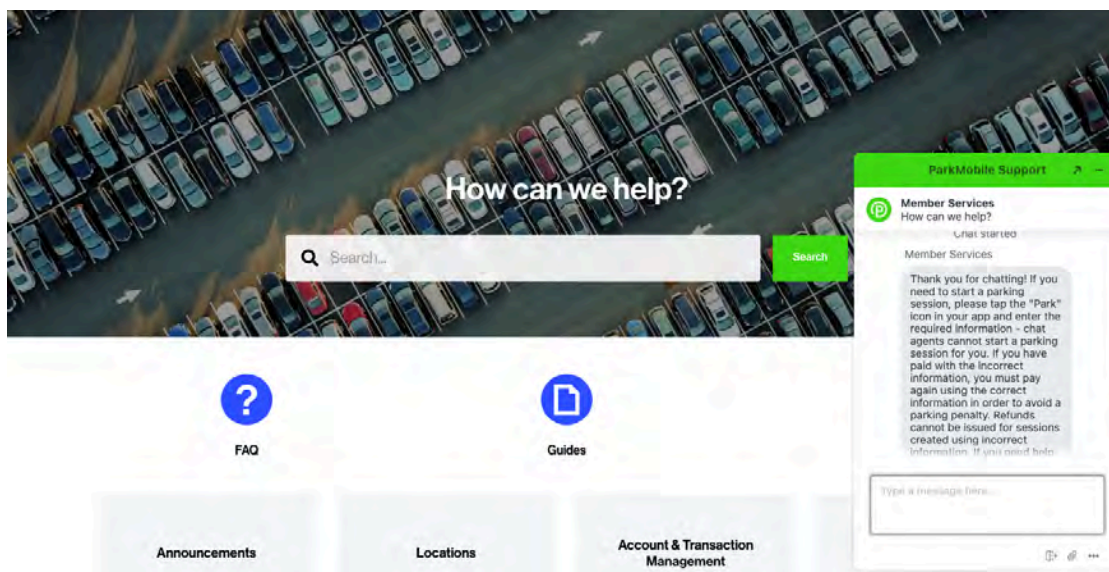 How can we help?
Search...
Search
FAQ
Guides
Announcements
Locations
Account & Transaction
Management
ParkMobile Support
Member Services
How can we help?
Chat started
Member Services
Thank you for chatting! If you
need to start a parking
session, please tap the "Park"
icon in your app and enter the
required information - chat
agents cannot start a parking
session for you. If you have
paid with the incorrect
information, you must pay
again using the correct
information in order to avoid a
parking penalty. Refunds
cannot be issued for sessions
created using incorrect
information. If you need help
Type a message here...